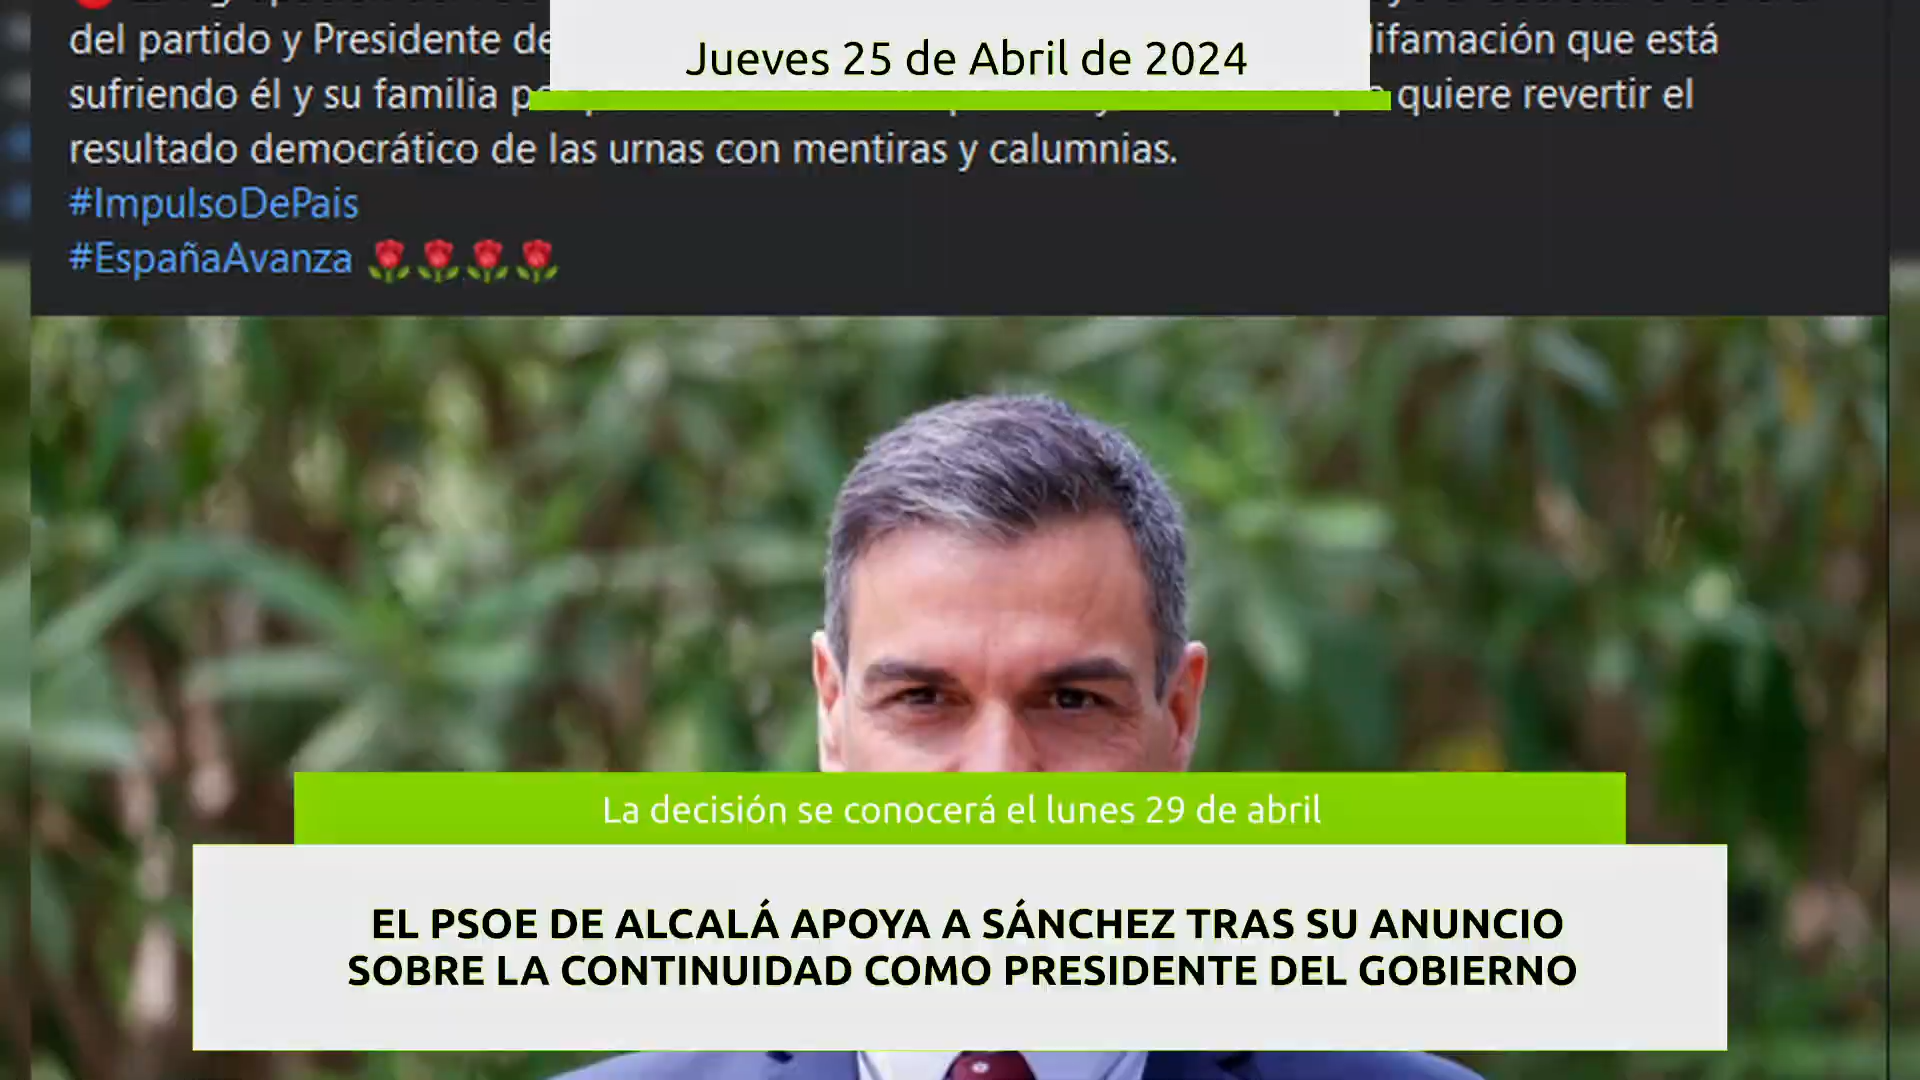 Jueves 25 de Abril de 2024
del partido y Presidente de difamación que está
sufriendo él y su familia quiere revertir el
resultado democrático de las urnas con mentiras y calumnias.
#ImpulsoDePais
#EspañaAvanza
La decisión se conocerá el lunes 29 de abril
EL PSOE DE ALCALÁ APOYA A SÁNCHEZ TRAS SU ANUNCIO
SOBRE LA CONTINUIDAD COMO PRESIDENTE DEL GOBIERNO